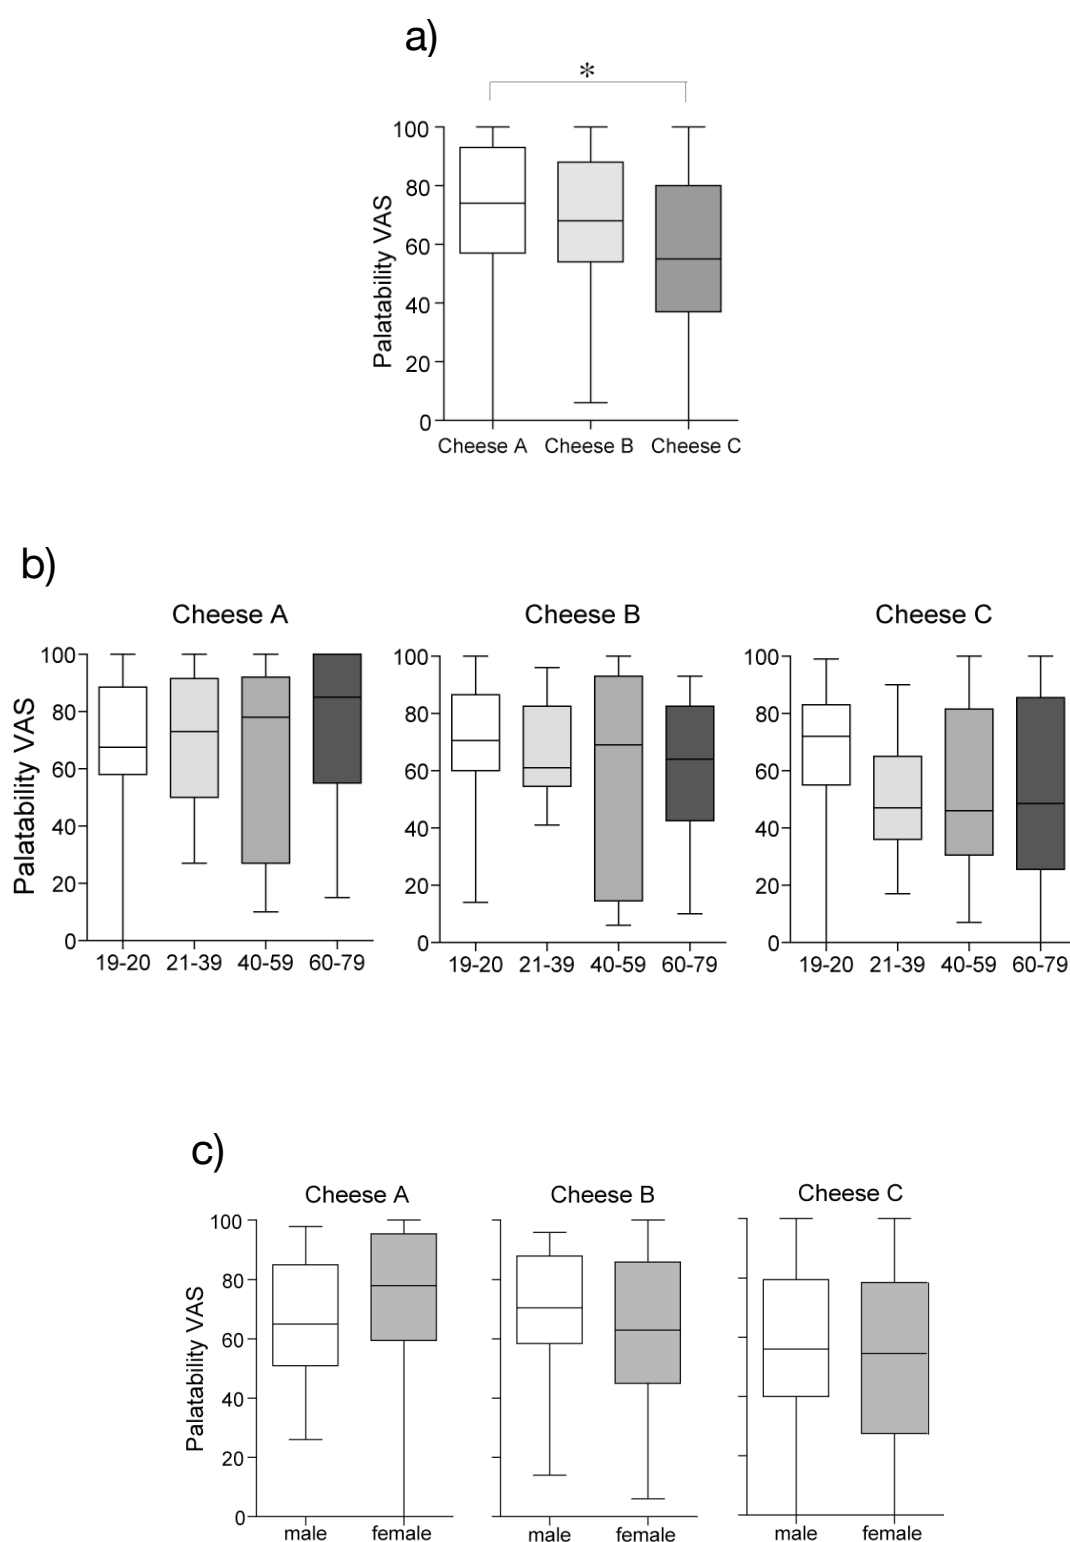 a)
*
100
80
60
40
20
0
Palatability VAS
Cheese A Cheese B Cheese C
b)
Cheese A Cheese B Cheese C
100 100 100
80 80 80
60 60 60
40 40 40
20 20 20
0 0 0
Palatability VAS
19-20 21-39 40-59 60-79 19-20 21-39 40-59 60-79 19-20 21-39 40-59 60-79
c)
Cheese A Cheese B Cheese C
100
80
60
40
20
0
Palatability VAS
male female male female male female